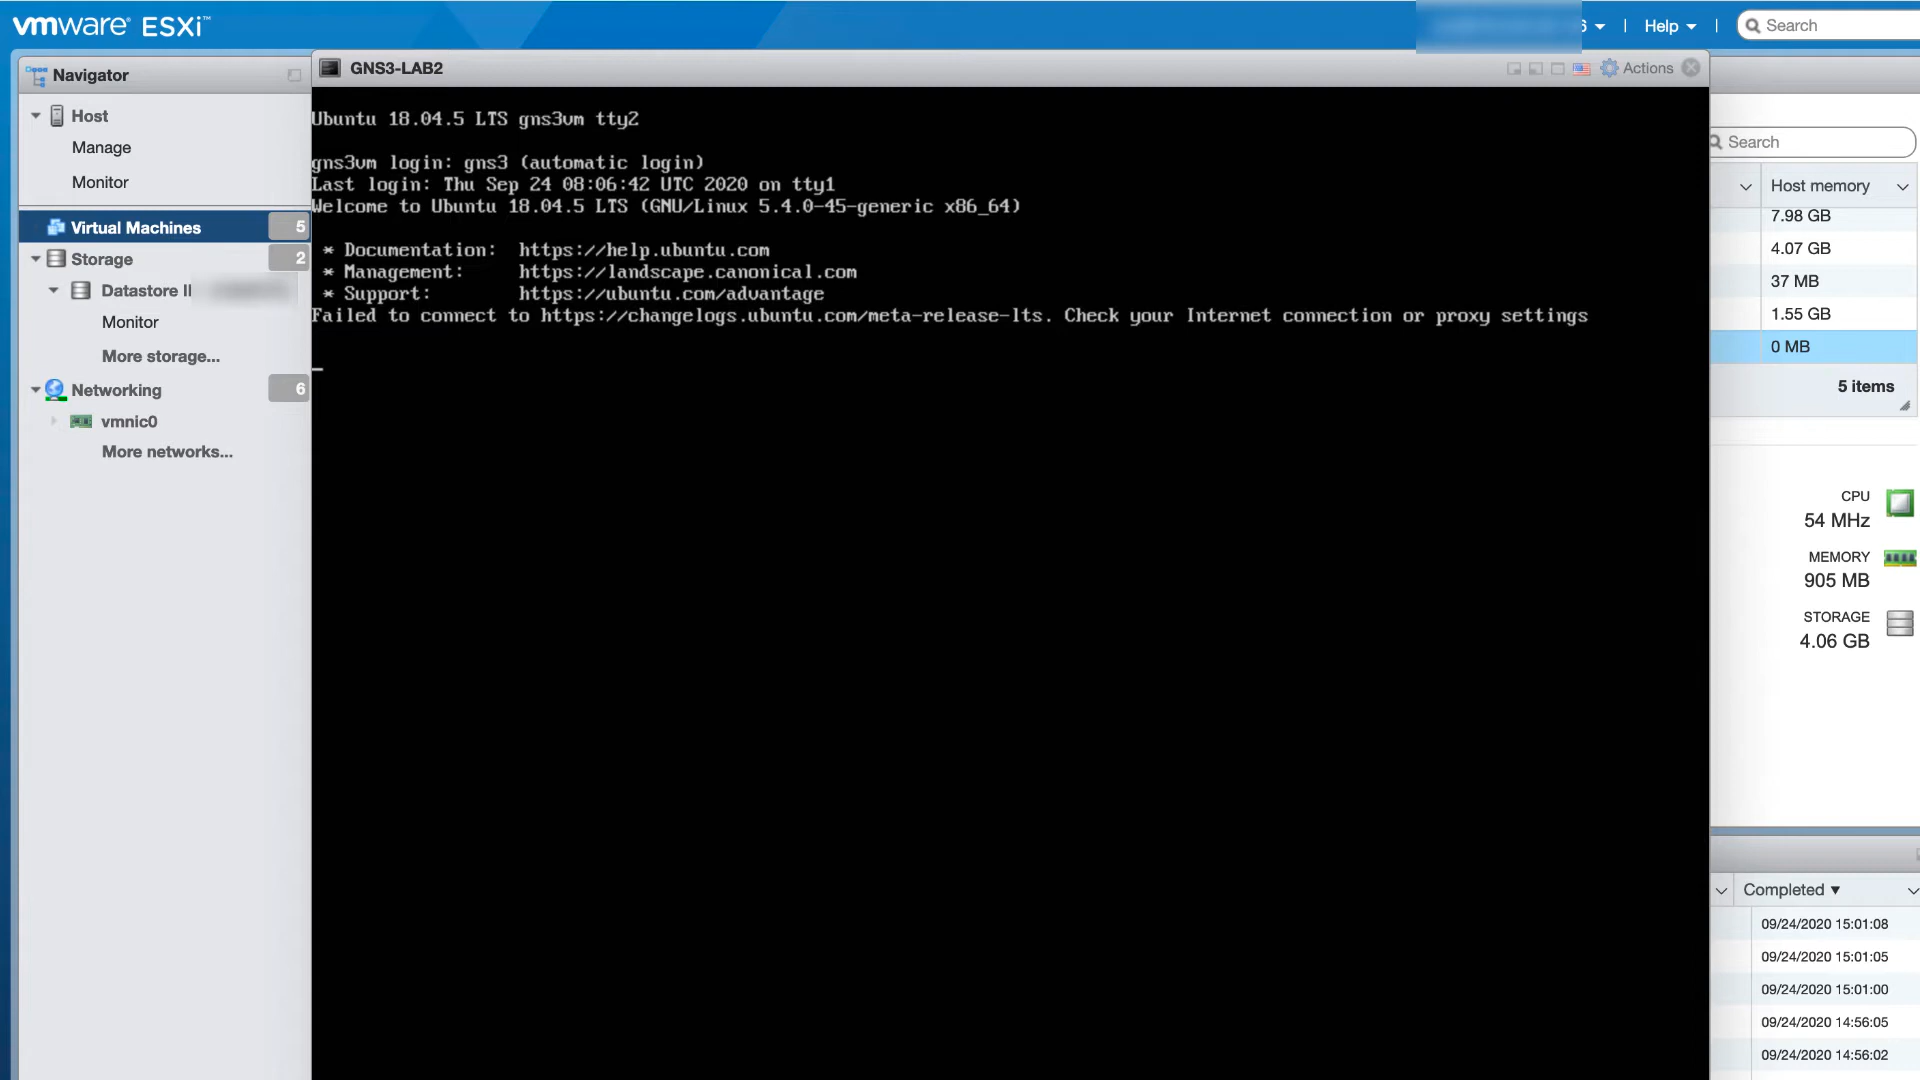 vmware® ESXi™
6
Help
Search
Navigator
Host
Manage
Monitor
Virtual Machines 5
Storage 2
Datastore II
Monitor
More storage...
Networking 6
vmnic0
More networks...
GNS3-LAB2
Actions
Ubuntu 18.04.5 LTS gns3vm tty2
gns3vm login: gns3 (automatic login)
Last login: Thu Sep 24 08:06:42 UTC 2020 on tty1
Welcome to Ubuntu 18.04.5 LTS (GNU/Linux 5.4.0-45-generic x86_64)
* Documentation: https://help.ubuntu.com
* Management: https://landscape.canonical.com
* Support: https://ubuntu.com/advantage
Failed to connect to https://changelogs.ubuntu.com/meta-release-lts. Check your Internet connection or proxy settings
_
Search
Host memory
7.98 GB
4.07 GB
37 MB
1.55 GB
0 MB
5 items
CPU
54 MHz
MEMORY
905 MB
STORAGE
4.06 GB
Completed ▼
09/24/2020 15:01:08
09/24/2020 15:01:05
09/24/2020 15:01:00
09/24/2020 14:56:05
09/24/2020 14:56:02